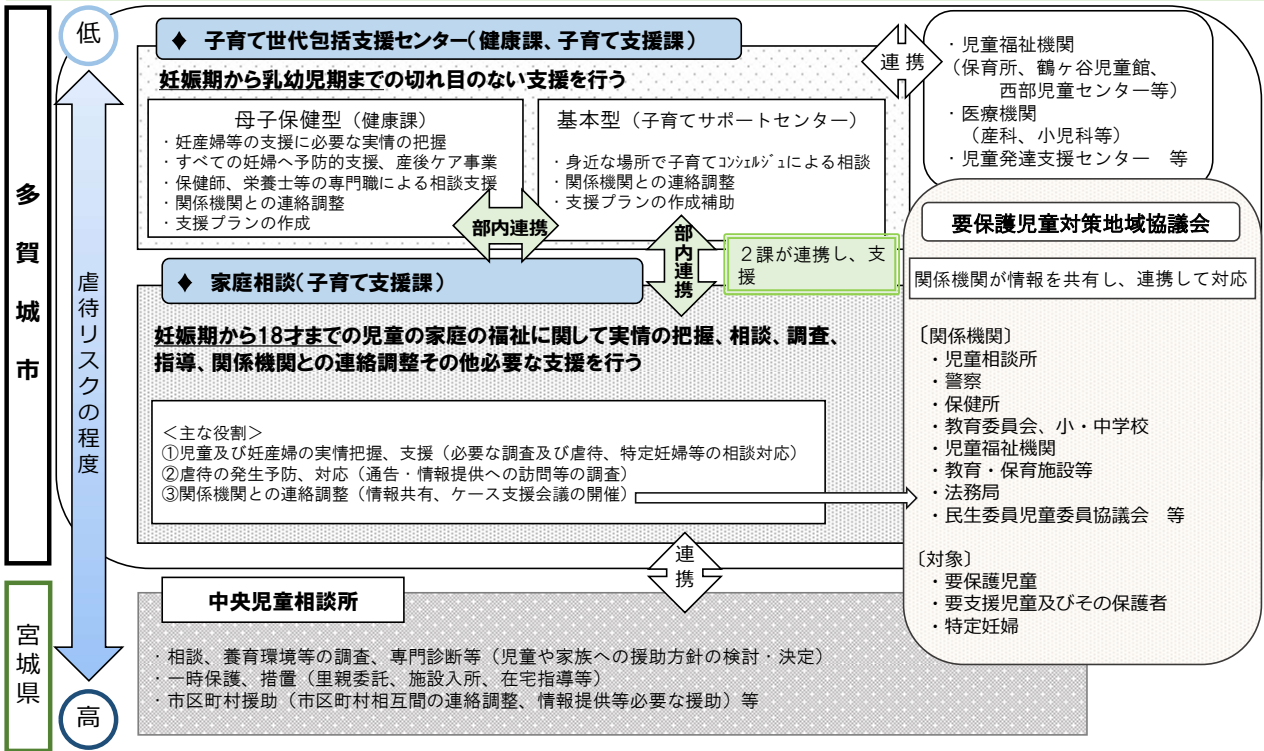 多賀城市
宮城県
低
虐待リスクの程度
高
◆ 子育て世代包括支援センター(健康課、子育て支援課)
妊娠期から乳幼児期までの切れ目のない支援を行う
母子保健型（健康課）
・妊産婦等の支援に必要な実情の把握
・すべての妊婦へ予防的支援、産後ケア事業
・保健師、栄養士等の専門職による相談支援
・関係機関との連絡調整
・支援プランの作成
基本型（子育てサポートセンター）
・身近な場所で子育てｺﾝｼｪﾙｼﾞｭによる相談
・関係機関との連絡調整
・支援プランの作成補助
部内連携
部内連携
２課が連携し、支
援
連携
・児童福祉機関
（保育所、鶴ヶ谷児童館、
西部児童センター等）
・医療機関
（産科、小児科等）
・児童発達支援センター　等
◆ 家庭相談(子育て支援課)
妊娠期から18才までの児童の家庭の福祉に関して実情の把握、相談、調査、
指導、関係機関との連絡調整その他必要な支援を行う
＜主な役割＞
①児童及び妊産婦の実情把握、支援（必要な調査及び虐待、特定妊婦等の相談対応）
②虐待の発生予防、対応（通告・情報提供への訪問等の調査）
③関係機関との連絡調整（情報共有、ケース支援会議の開催）
要保護児童対策地域協議会
関係機関が情報を共有し、連携して対応
〔関係機関〕
・児童相談所
・警察
・保健所
・教育委員会、小・中学校
・児童福祉機関
・教育・保育施設等
・法務局
・民生委員児童委員協議会　等
〔対象〕
・要保護児童
・要支援児童及びその保護者
・特定妊婦
連携
中央児童相談所
・相談、養育環境等の調査、専門診断等（児童や家族への援助方針の検討・決定）
・一時保護、措置（里親委託、施設入所、在宅指導等）
・市区町村援助（市区町村相互間の連絡調整、情報提供等必要な援助）等